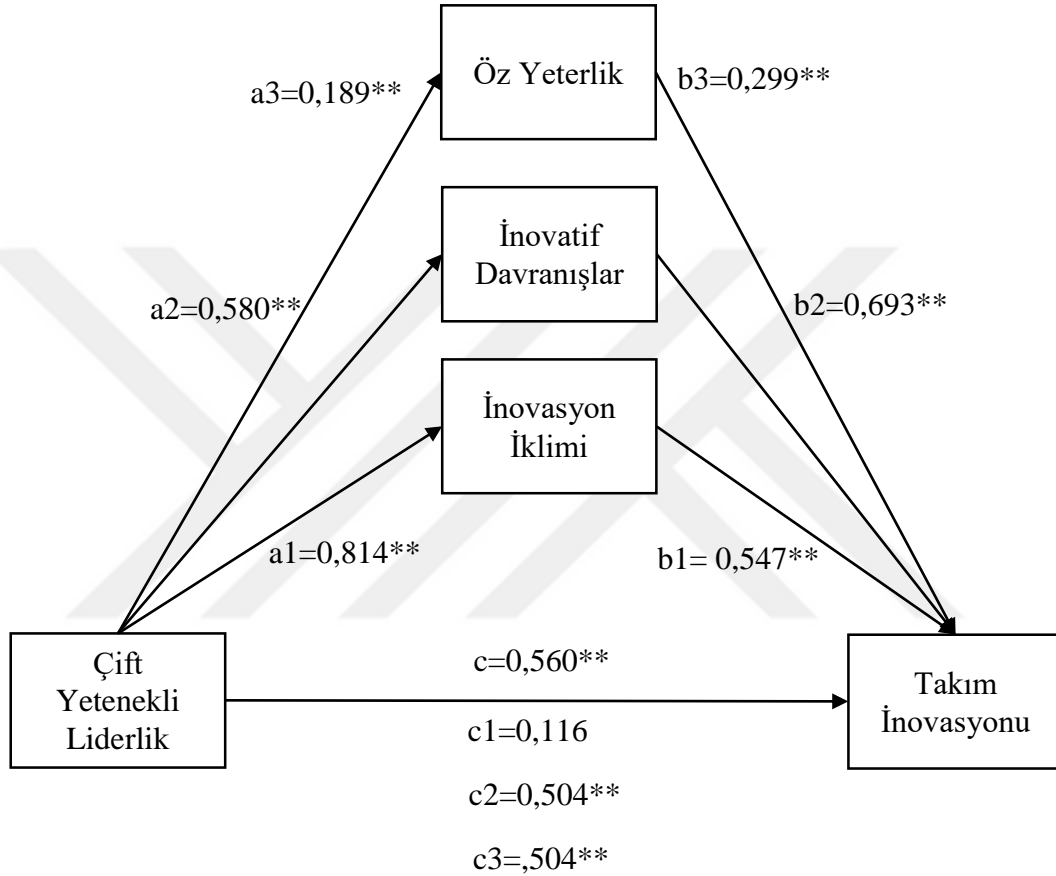 Öz Yeterlik
a3=0,189**
b3=0,299**
İnovatif
Davranışlar
a2=0,580**
b2=0,693**
İnovasyon
İklimi
a1=0,814**
b1= 0,547**
Çift
Yetenekli
Liderlik
c=0,560**
c1=0,116
c2=0,504**
c3=,504**
Takım
İnovasyonu